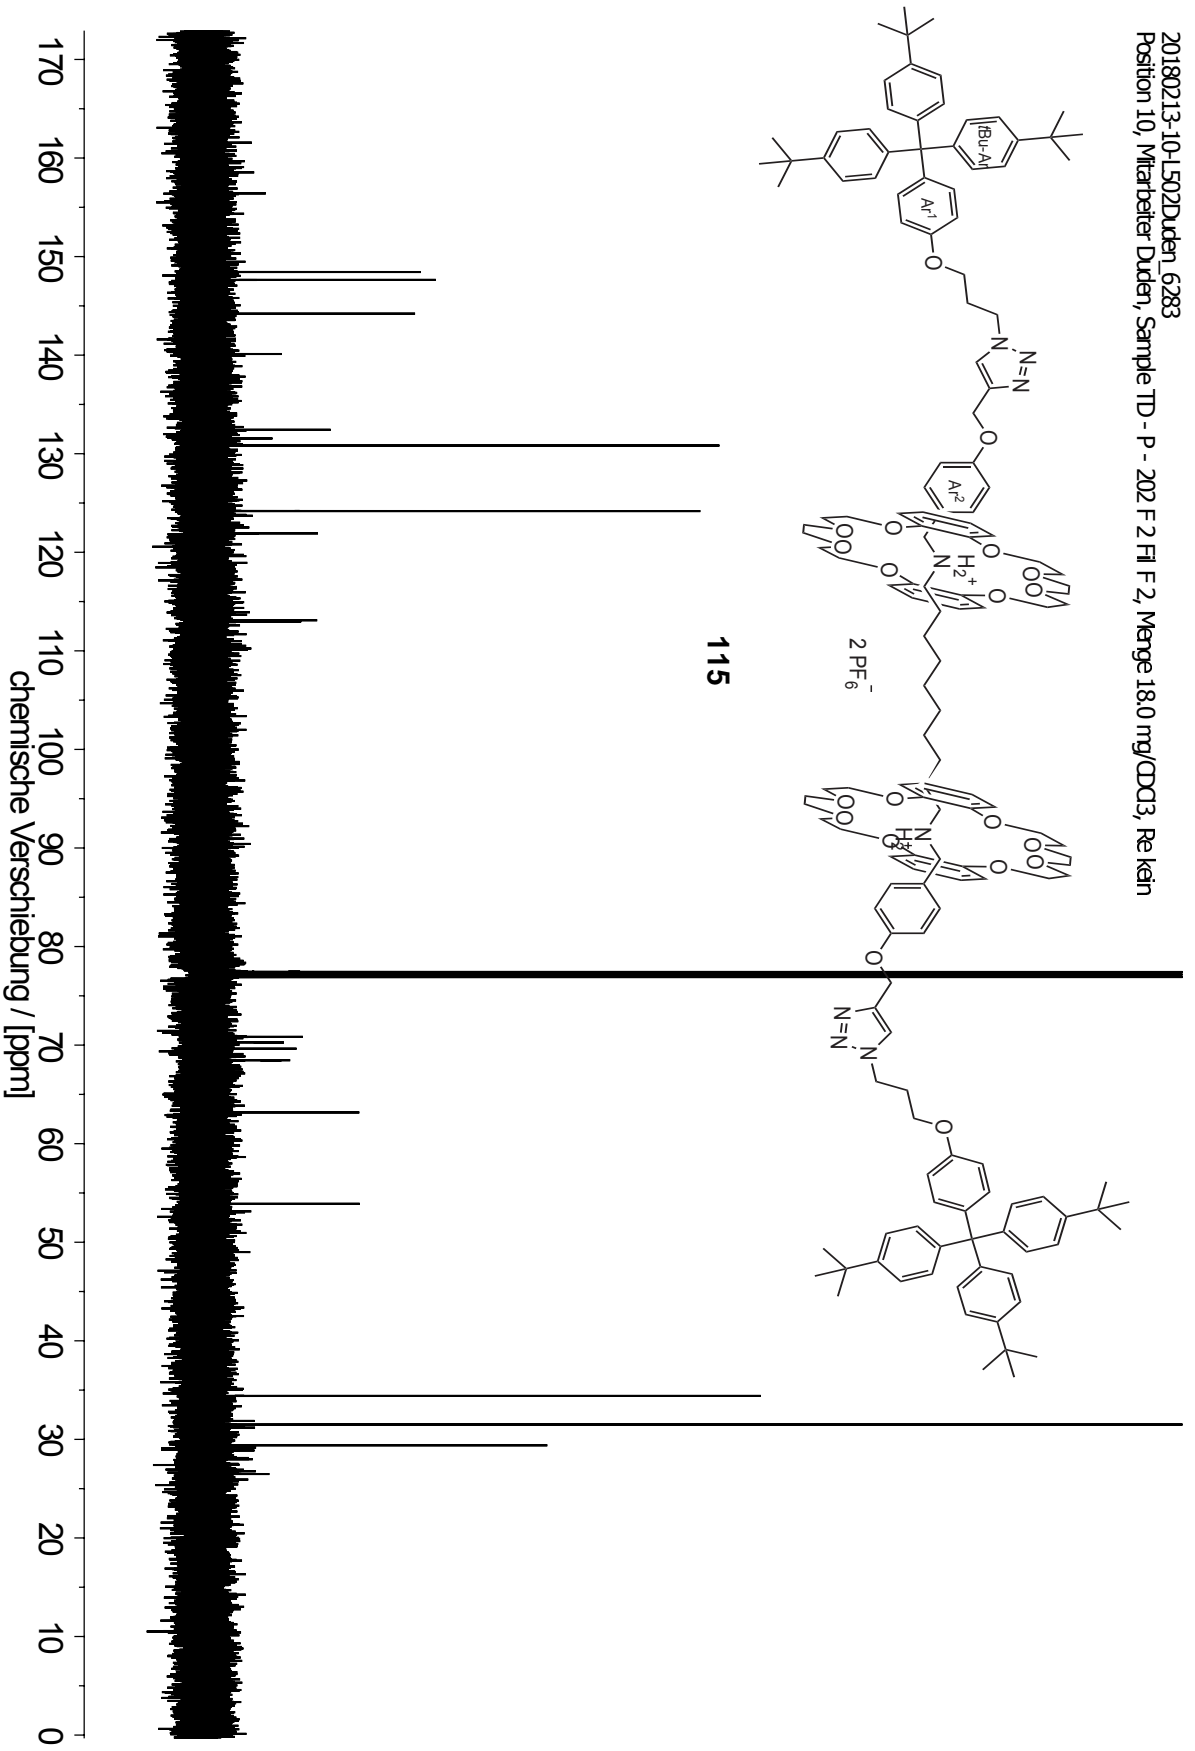 20180213-10-L502Duden_6283
Position 10, Mitarbeiter Duden, Sample TD - P - 202 F 2 Fil F 2, Menge 18.0 mg/CDCl3, Re kein
tBu-Ar
Ar1
O
N
N=N
O
Ar2
O
O
O
O
O
O
O
O
H2+
N
2 PF6-
115
O
O
O
O
O
O
O
O
N
H2+
O
N=N
N
O
170 160 150 140 130 120 110 100 90 80 70 60 50 40 30 20 10 0
chemische Verschiebung / [ppm]